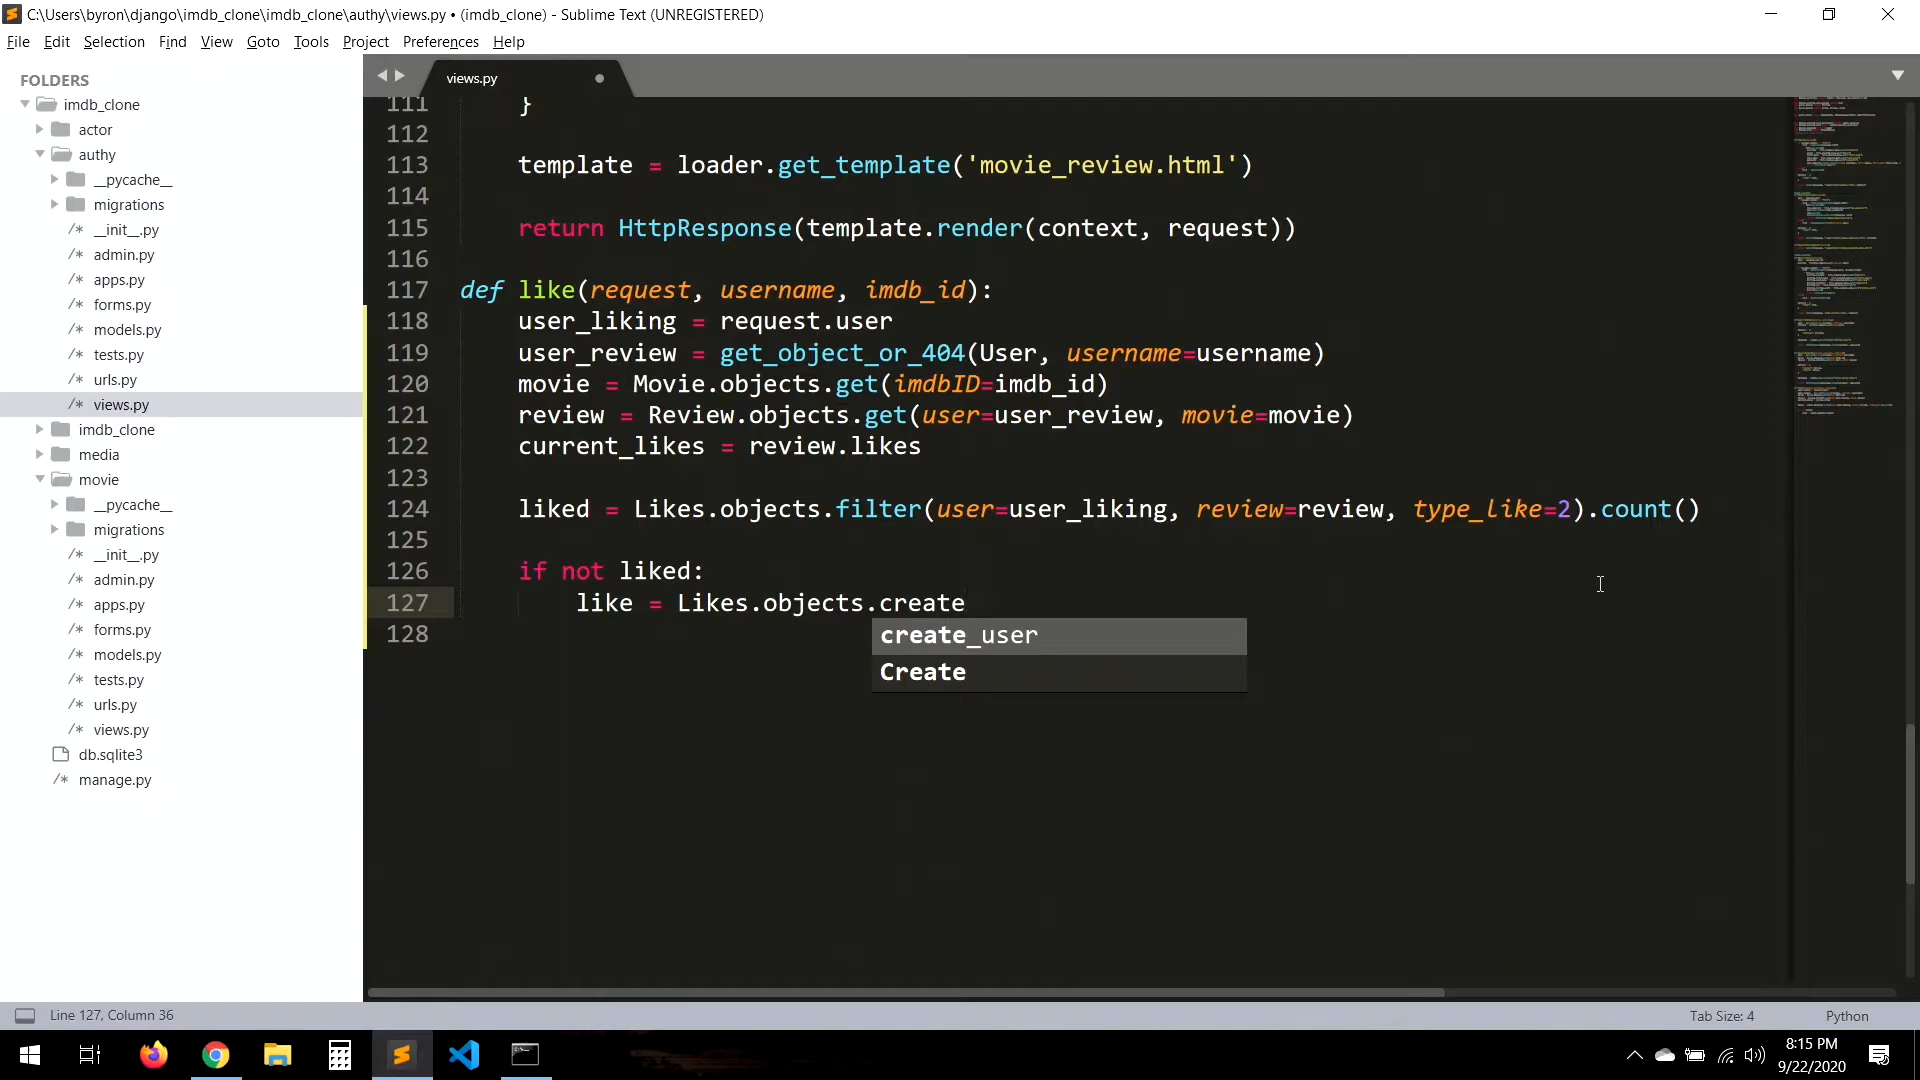 C:\Users\byron\django\imdb_clone\imdb_clone\authy\views.py • (imdb_clone) - Sublime Text (UNREGISTERED)
File Edit Selection Find View Goto Tools Project Preferences Help
FOLDERS
imdb_clone
actor
authy
__pycache__
migrations
/* __init__.py
/* admin.py
/* apps.py
/* forms.py
/* models.py
/* tests.py
/* urls.py
/* views.py
imdb_clone
media
movie
__pycache__
migrations
/* __init__.py
/* admin.py
/* apps.py
/* forms.py
/* models.py
/* tests.py
/* urls.py
/* views.py
db.sqlite3
/* manage.py
views.py
111 }
112
113 template = loader.get_template('movie_review.html')
114
115 return HttpResponse(template.render(context, request))
116
117 def like(request, username, imdb_id):
118 user_liking = request.user
119 user_review = get_object_or_404(User, username=username)
120 movie = Movie.objects.get(imdbID=imdb_id)
121 review = Review.objects.get(user=user_review, movie=movie)
122 current_likes = review.likes
123
124 liked = Likes.objects.filter(user=user_liking, review=review, type_like=2).count()
125
126 if not liked:
127 like = Likes.objects.create
128
create_user
Create
Line 127, Column 36
Tab Size: 4
Python
8:15 PM
9/22/2020